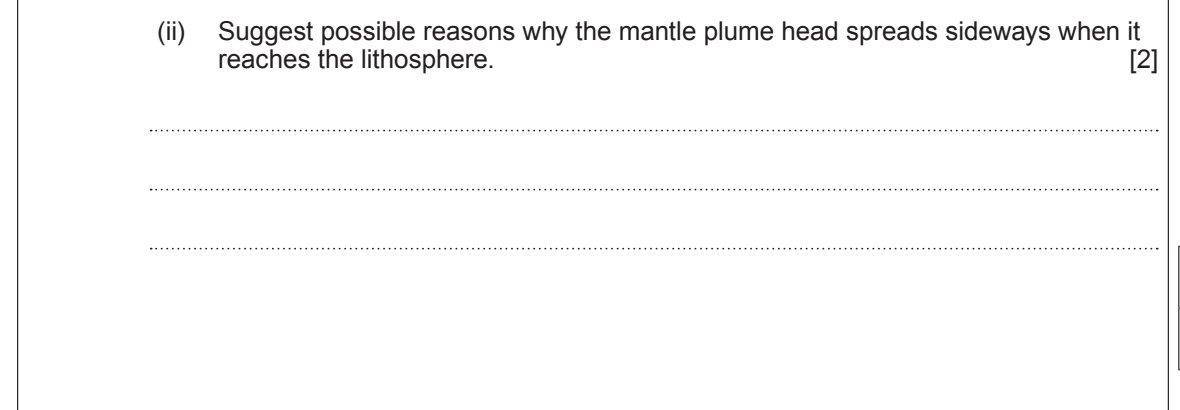 (ii) Suggest possible reasons why the mantle plume head spreads sideways when it
reaches the lithosphere. [2]